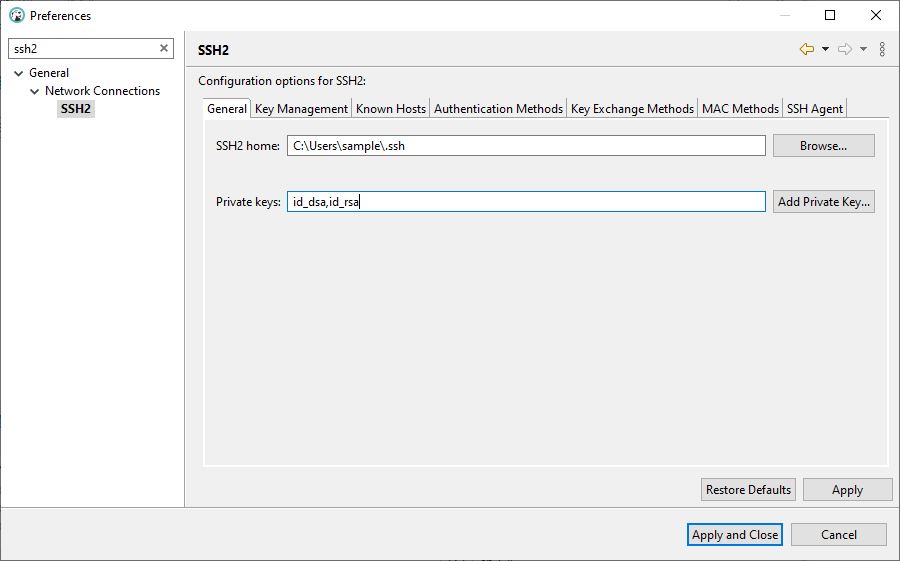 Preferences
ssh2
General
Network Connections
SSH2
SSH2
Configuration options for SSH2:
General Key Management Known Hosts Authentication Methods Key Exchange Methods MAC Methods SSH Agent
SSH2 home: C:\Users\sample\.ssh Browse...
Private keys: id_dsa,id_rsa Add Private Key...
Restore Defaults Apply
Apply and Close Cancel